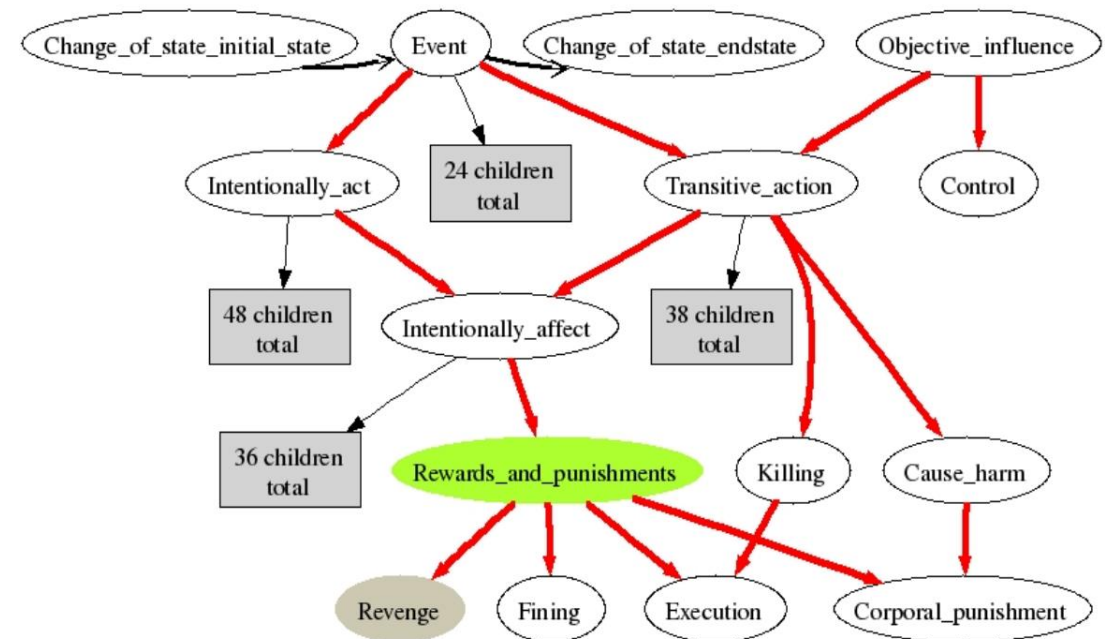 Change_of_state_initial_state
Event
Change_of_state_endstate
Objective_influence
Intentionally_act
24 children
total
Transitive_action
Control
48 children
total
Intentionally_affect
38 children
total
36 children
total
Rewards_and_punishments
Killing
Cause_harm
Revenge
Fining
Execution
Corporal_punishment